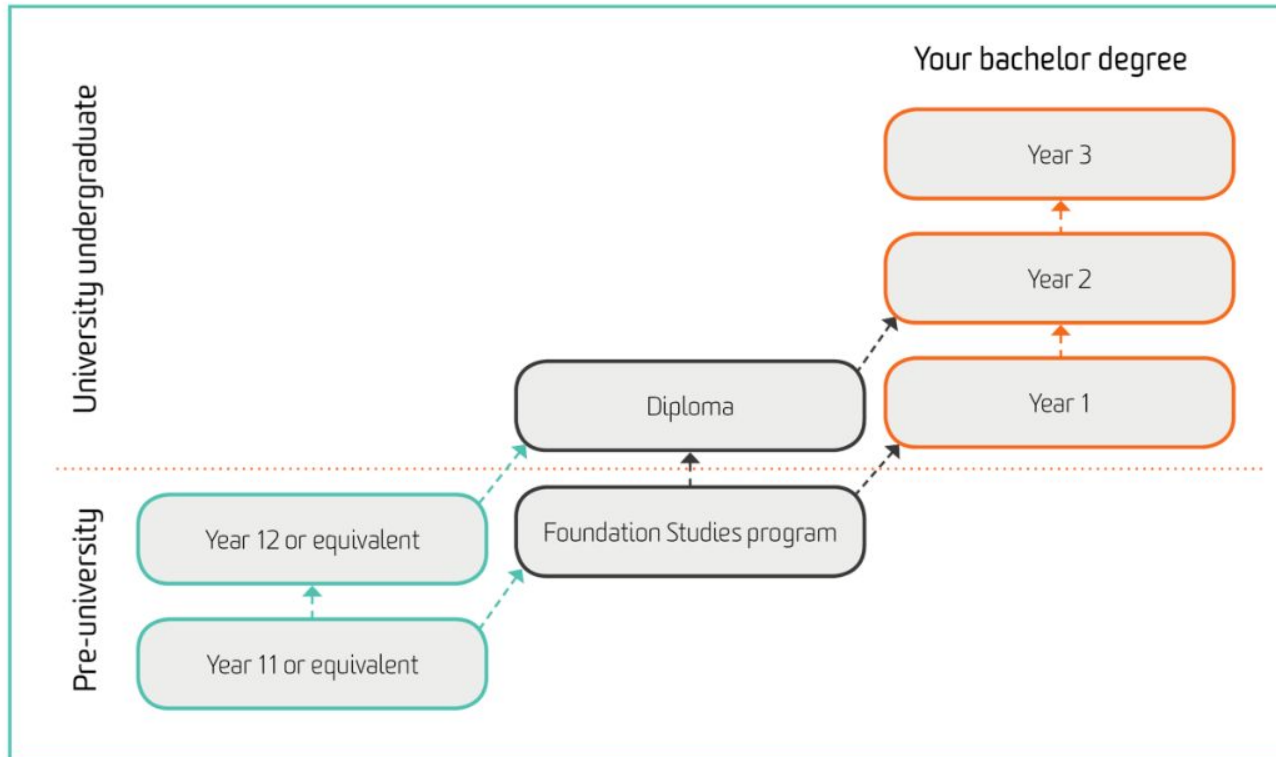 Your bachelor degree
University undergraduate
Year 3
Year 2
Year 1
Diploma
Pre-university
Foundation Studies program
Year 12 or equivalent
Year 11 or equivalent